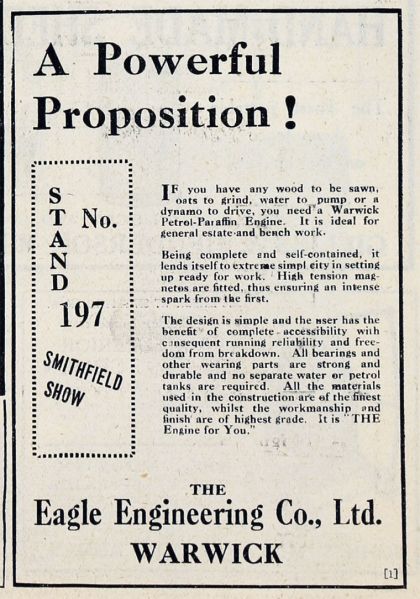 A Powerful
Proposition !
STAND
No.
197
SMITHFIELD
SHOW
IF you have any wood to be sawn,
oats to grind, water to pump or a
dynamo to drive, you need a Warwick
Petrol-Paraffin Engine. It is ideal for
general estate and bench work.
Being complete and self-contained, it
lends itself to extreme simpl city in setting
up ready for work. High tension mag-
netos are fitted, thus ensuring an intense
spark from the first.
The design is simple and the user has the
benefit of complete accessibility with
consequent running reliability and free-
dom from breakdown. All bearings and
other wearing parts are strong and
durable and no separate water or petrol
tanks are required. All the materials
used in the construction are of the finest
quality, whilst the workmanship and
finish are of highest grade. It is "THE
Engine for You."
THE
Eagle Engineering Co., Ltd.
WARWICK
[1]